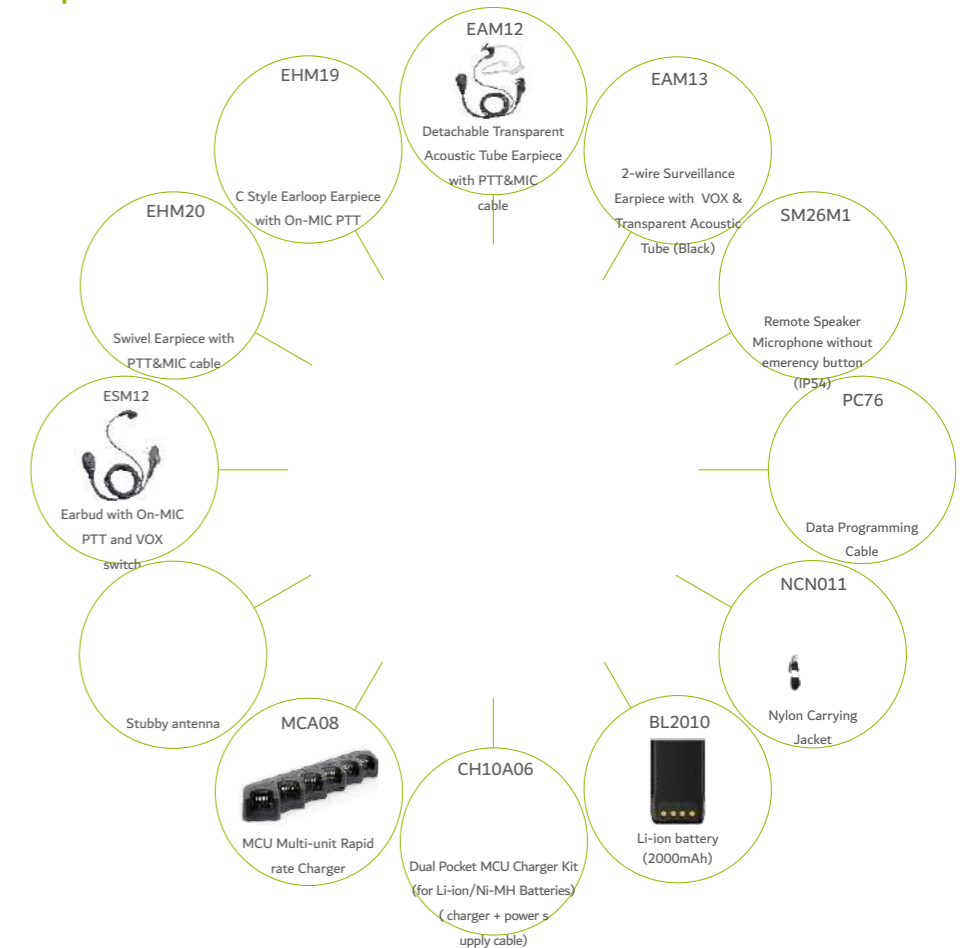 EAM12
Detachable Transparent
Acoustic Tube Earpiece
with PTT&MIC
cable
EAM13
2-wire Surveillance
Earpiece with VOX &
Transparent Acoustic
Tube (Black)
SM26M1
Remote Speaker
Microphone without
emerency button
(IP54)
PC76
Data Programming
Cable
NCN011
Nylon Carrying
Jacket
BL2010
Li-ion battery
(2000mAh)
CH10A06
Dual Pocket MCU Charger Kit
(for Li-ion/Ni-MH Batteries)
( charger + power s
upply cable)
MCA08
MCU Multi-unit Rapid
rate Charger
Stubby antenna
ESM12
Earbud with On-MIC
PTT and VOX
switch
EHM20
Swivel Earpiece with
PTT&MIC cable
EHM19
C Style Earloop Earpiece
with On-MIC PTT